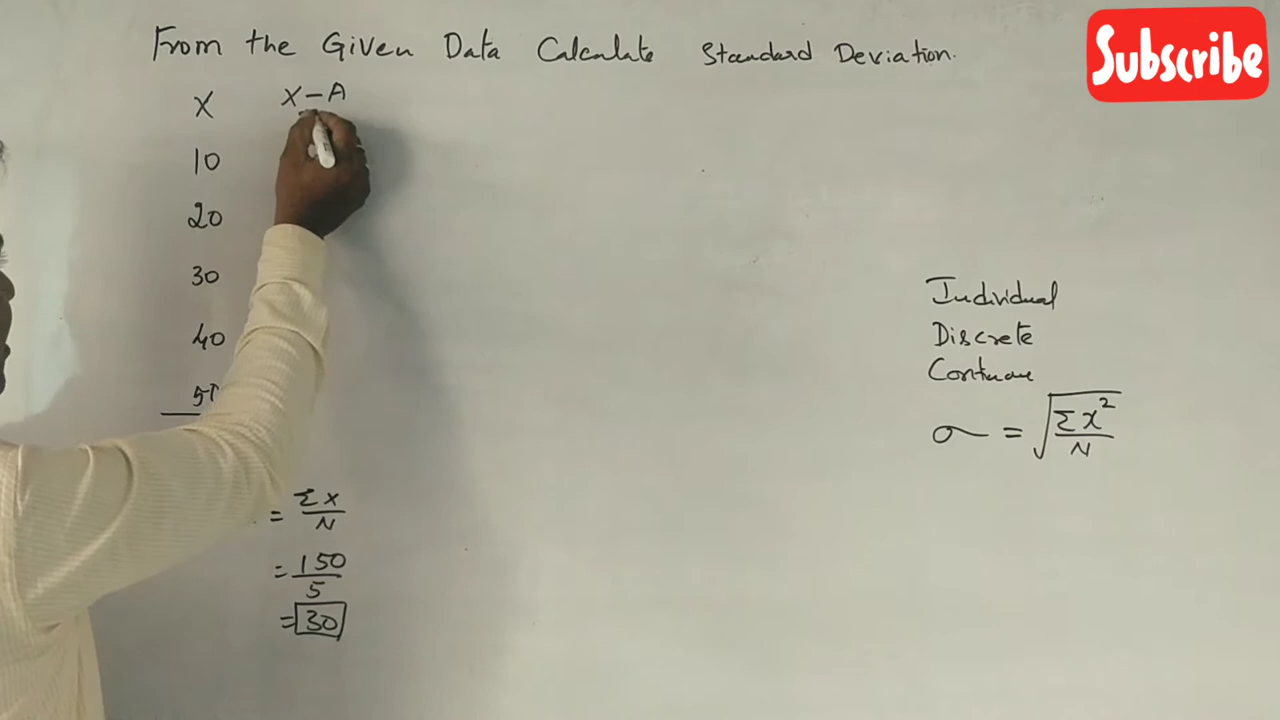 From the Given Data Calculate Standard Deviation.
Subscribe
X X-A
10
20
30
40
Individual
Discrete
σ = √Σx²/N
= Σx/N
= 150/5
= 30